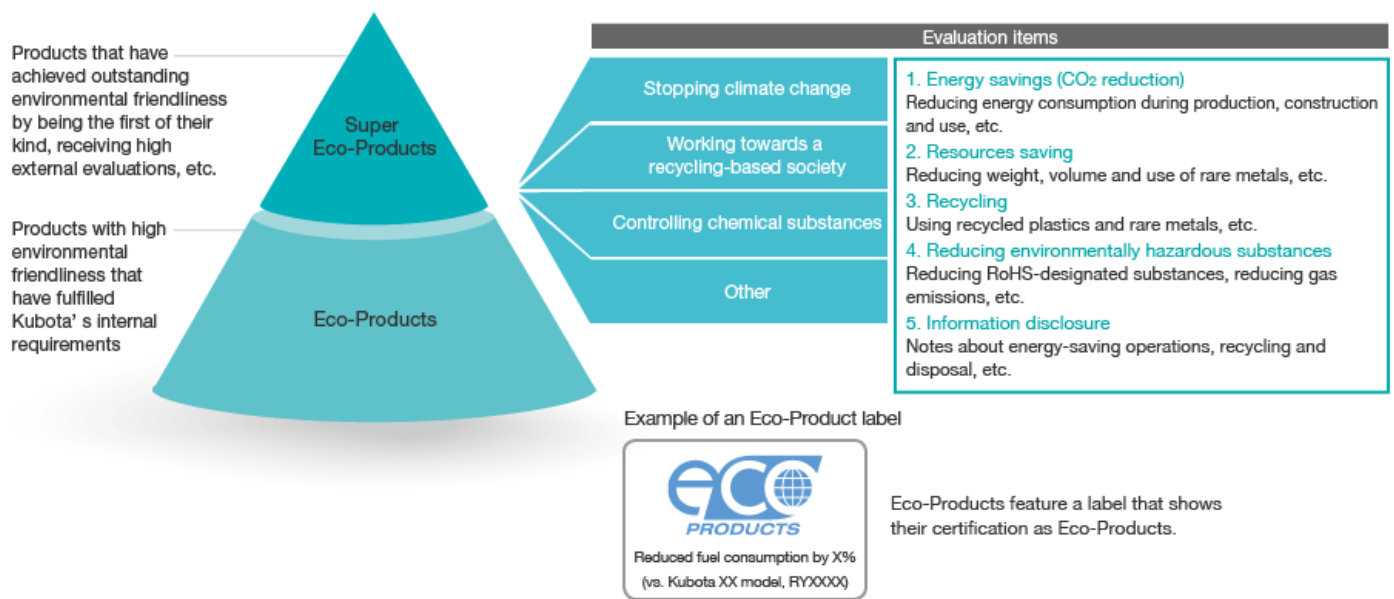 Products that have
achieved outstanding
environmental friendliness
by being the first of their
kind, receiving high
external evaluations, etc.
Super
Eco-Products
Products with high
environmental
friendliness that
have fulfilled
Kubota’ s internal
requirements
Eco-Products
Evaluation items
Stopping climate change
Working towards a
recycling-based society
Controlling chemical substances
Other
1. Energy savings (CO2 reduction)
Reducing energy consumption during production, construction
and use, etc.
2. Resources saving
Reducing weight, volume and use of rare metals, etc.
3. Recycling
Using recycled plastics and rare metals, etc.
4. Reducing environmentally hazardous substances
Reducing RoHS-designated substances, reducing gas
emissions, etc.
5. Information disclosure
Notes about energy-saving operations, recycling and
disposal, etc.
Example of an Eco-Product label
eco
PRODUCTS
Reduced fuel consumption by X%
(vs. Kubota XX model, RYXXXX)
Eco-Products feature a label that shows
their certification as Eco-Products.